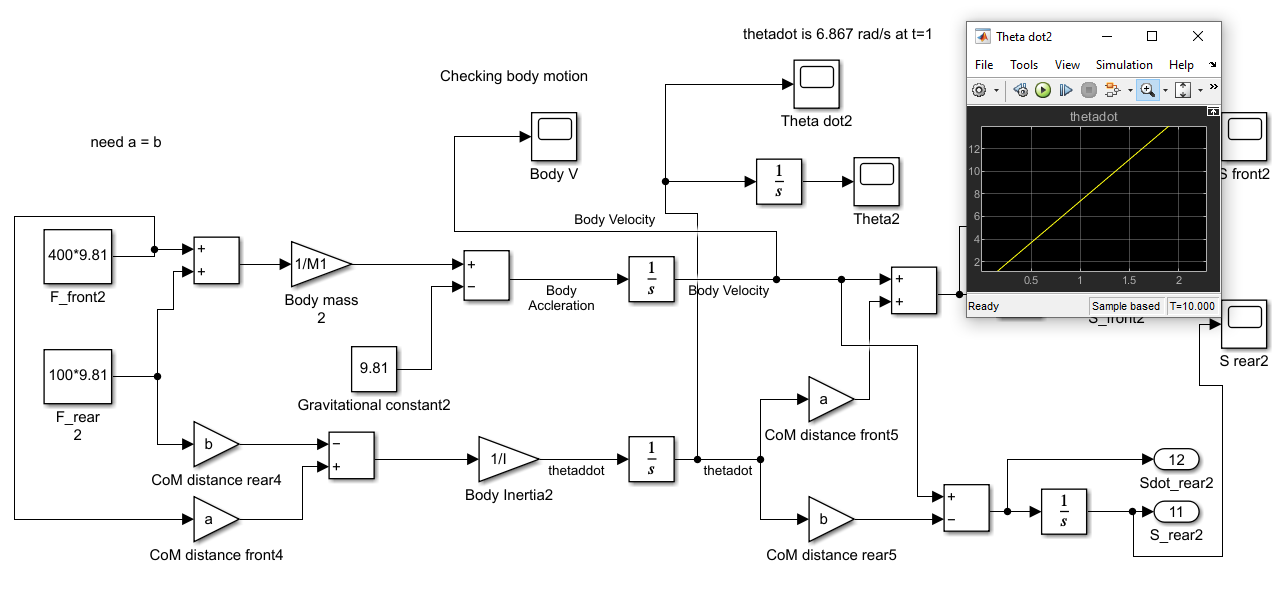 thetadot is 6.867 rad/s at t=1
Theta dot2
File Tools View Simulation Help
thetadot
12
10
8
6
4
2
0.5 1 1.5 2
Ready Sample based T=10.000
Checking body motion
Theta dot2
need a = b
Body V
1
s
Theta2
S front2
Body Velocity
400*9.81
F_front2
+
+
1/M1
Body mass
2
+
−
Body
Accleration
1
s
Body Velocity
+
+
S_front2
S rear2
9.81
Gravitational constant2
100*9.81
F_rear
2
b
CoM distance rear4
−
+
1/I
Body Inertia2
thetaddot
1
s
thetadot
a
CoM distance front5
a
CoM distance front4
b
CoM distance rear5
+
−
1
s
12
Sdot_rear2
11
S_rear2